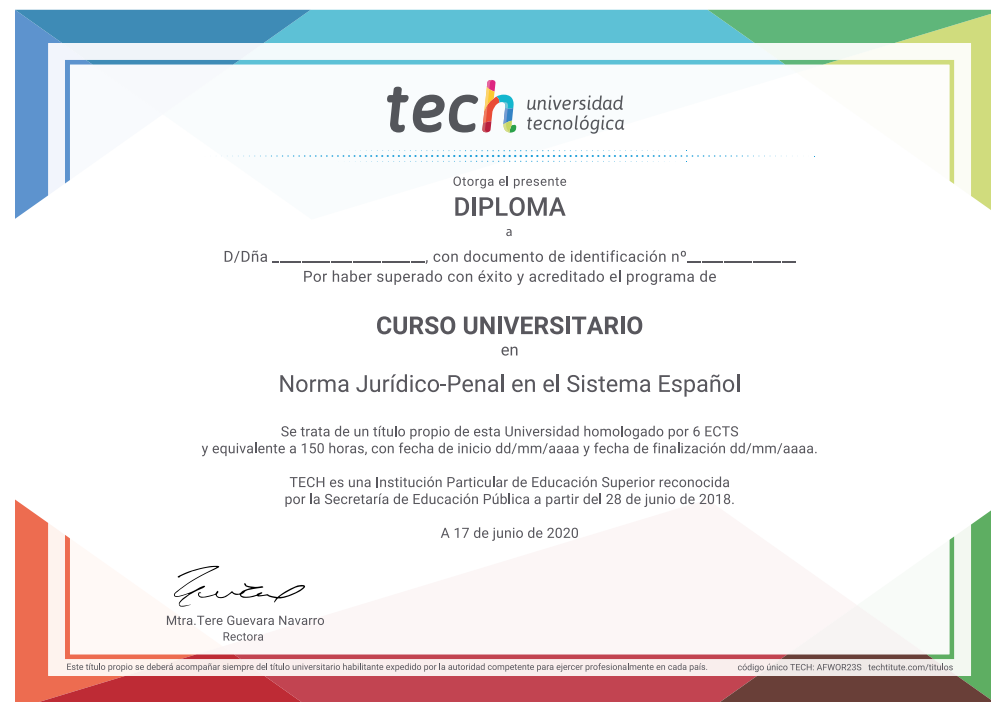 tech universidad
tecnológica
Otorga el presente
DIPLOMA
a
D/Dña ______________, con documento de identificación nº__________
Por haber superado con éxito y acreditado el programa de
CURSO UNIVERSITARIO
en
Norma Jurídico-Penal en el Sistema Español
Se trata de un título propio de esta Universidad homologado por 6 ECTS
y equivalente a 150 horas, con fecha de inicio dd/mm/aaaa y fecha de finalización dd/mm/aaaa.
TECH es una Institución Particular de Educación Superior reconocida
por la Secretaría de Educación Pública a partir del 28 de junio de 2018.
A 17 de junio de 2020
Mtra.Tere Guevara Navarro
Rectora
Este título propio se deberá acompañar siempre del título universitario habilitante expedido por la autoridad competente para ejercer profesionalmente en cada país. código único TECH: AFWOR23S techtitute.com/titulos